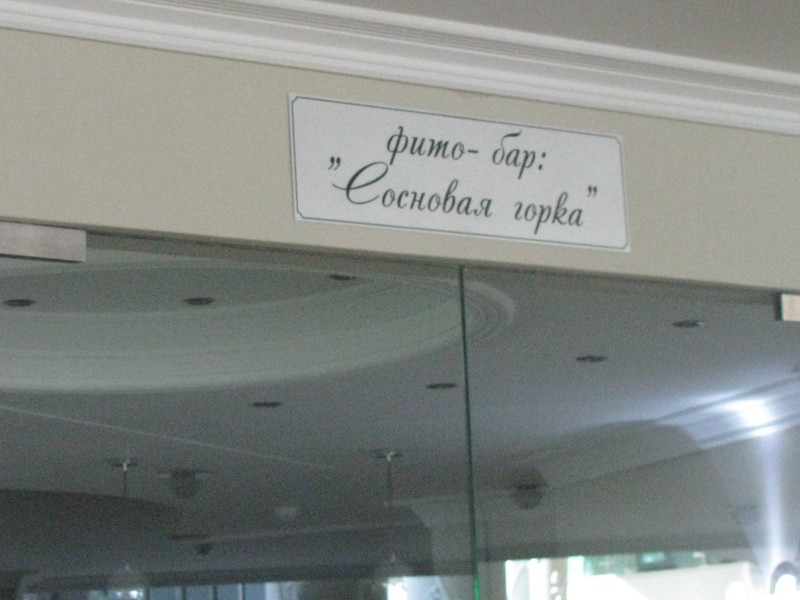 фито- бар:
"Сосновая горка"